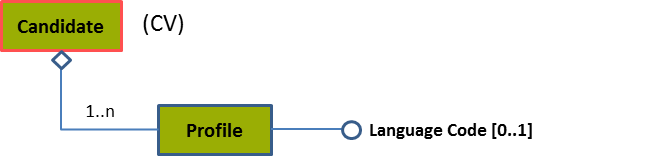 Candidate (CV)
1..n
Profile
Language Code [0..1]